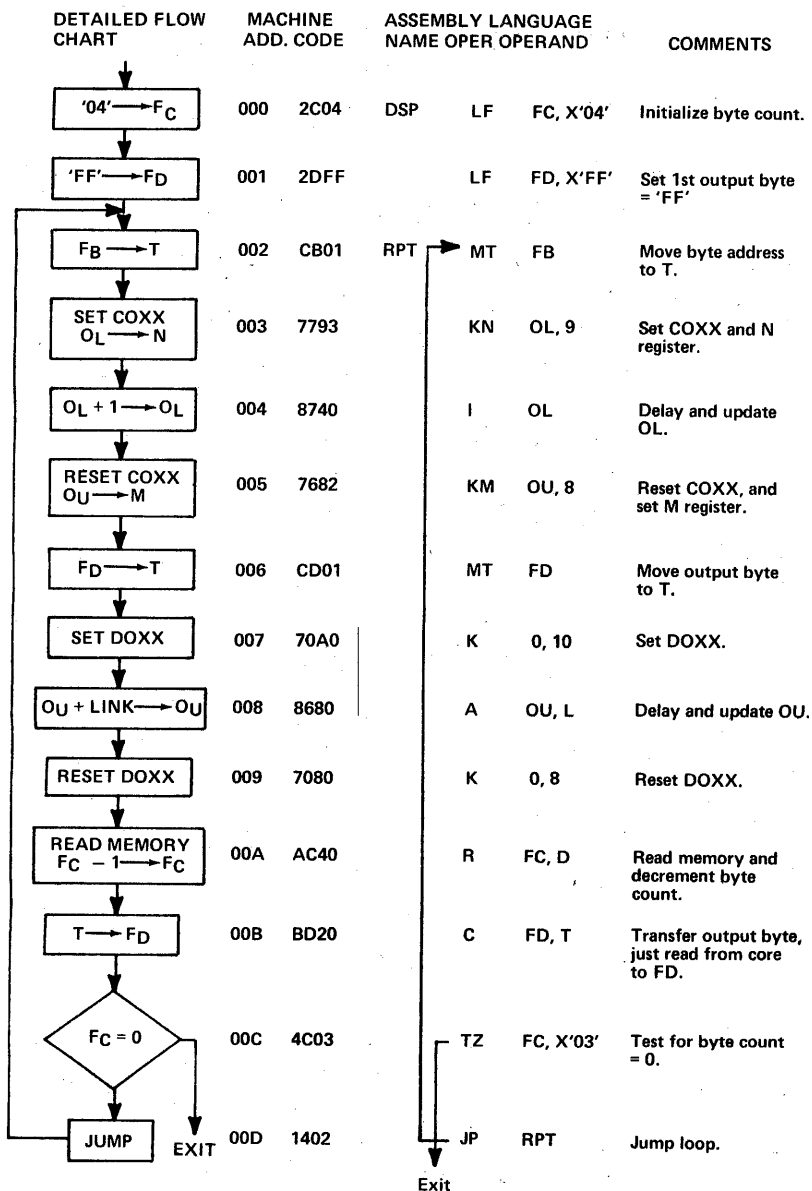 DETAILED FLOW CHART MACHINE ADD. CODE ASSEMBLY LANGUAGE NAME OPER OPERAND COMMENTS
'04' → FC 000 2C04 DSP LF FC, X'04' Initialize byte count.
'FF' → FD 001 2DFF LF FD, X'FF' Set 1st output byte = 'FF'
FB → T 002 CB01 RPT MT FB Move byte address to T.
SET COXX OL → N 003 7793 KN OL, 9 Set COXX and N register.
OL + 1 → OL 004 8740 I OL Delay and update OL.
RESET COXX OU → M 005 7682 KM OU, 8 Reset COXX, and set M register.
FD → T 006 CD01 MT FD Move output byte to T.
SET DOXX 007 70A0 K 0, 10 Set DOXX.
OU + LINK → OU 008 8680 A OU, L Delay and update OU.
RESET DOXX 009 7080 K 0, 8 Reset DOXX.
READ MEMORY FC - 1 → FC 00A AC40 R FC, D Read memory and decrement byte count.
T → FD 00B BD20 C FD, T Transfer output byte, just read from core to FD.
FC = 0 00C 4C03 TZ FC, X'03' Test for byte count = 0.
JUMP EXIT 00D 1402 JP RPT Jump loop.
Exit